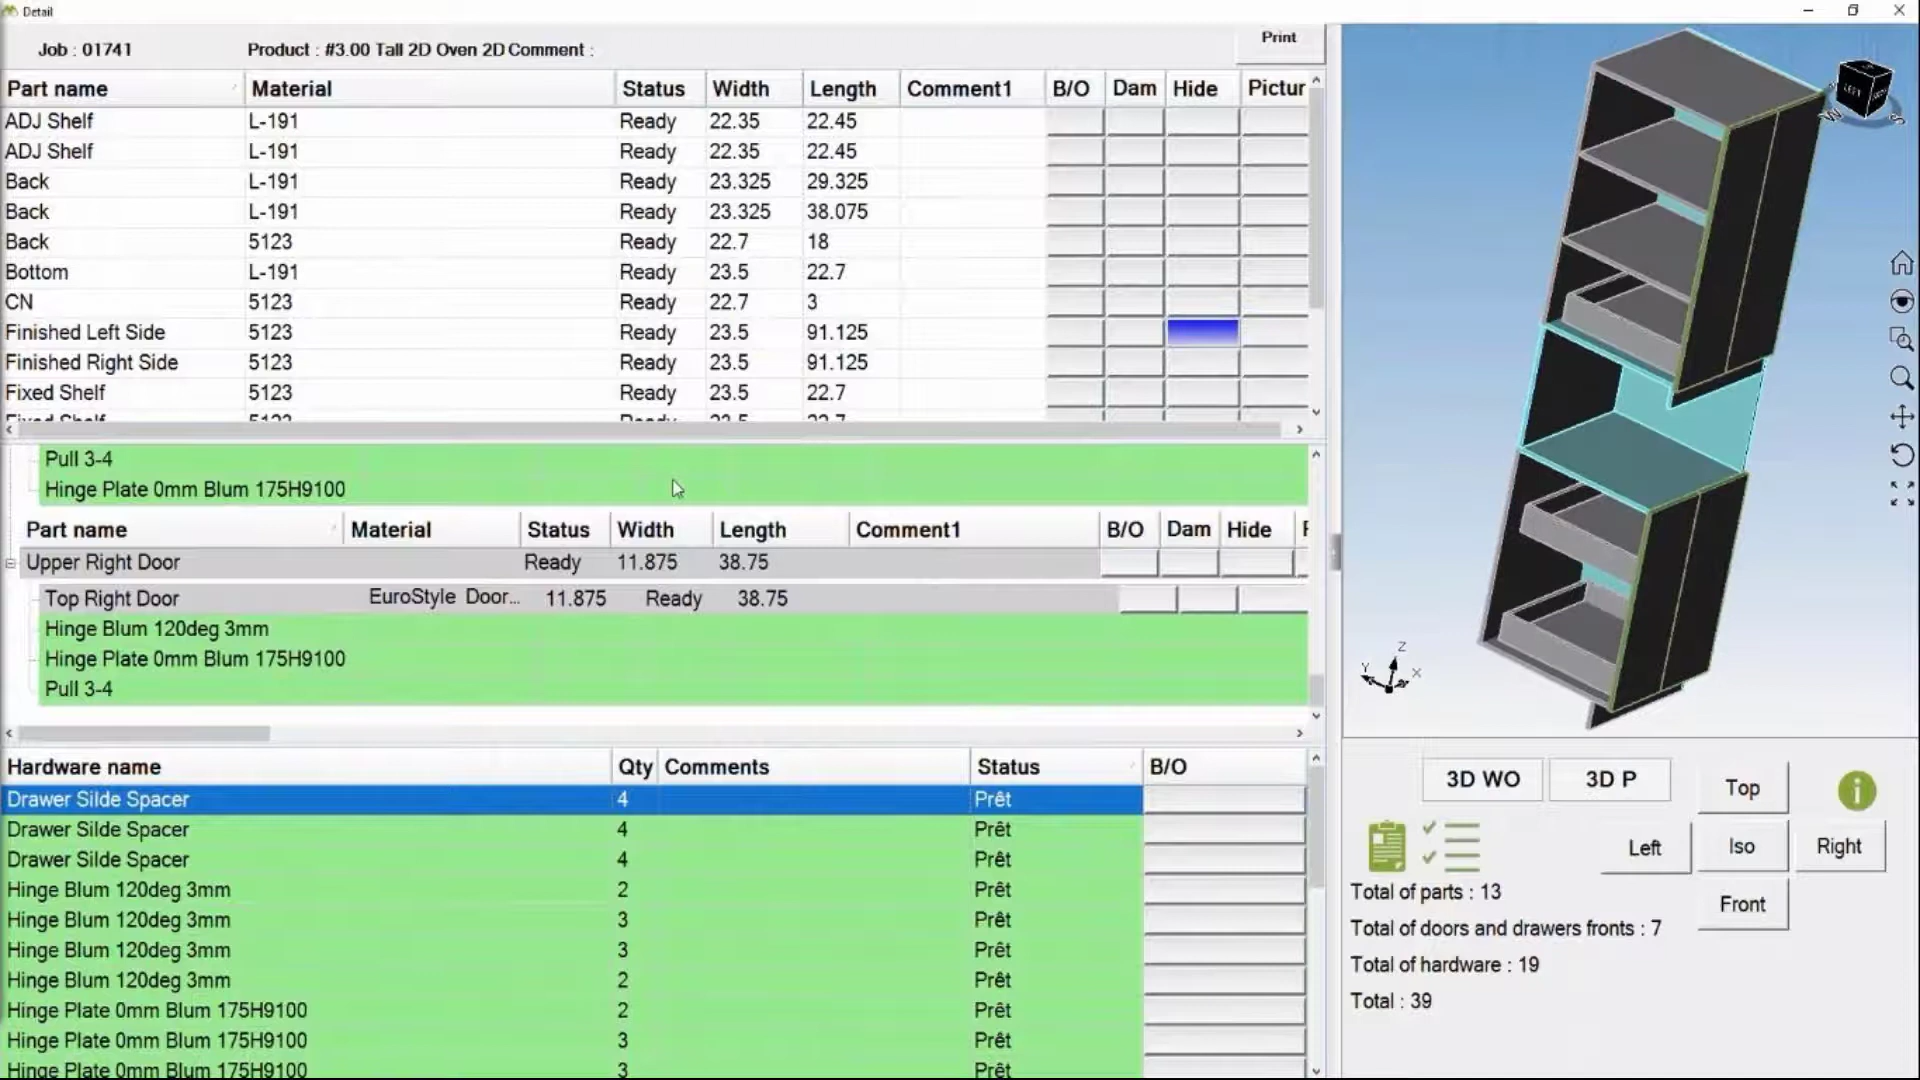 Detail
Job : 01741 Product : #3.00 Tall 2D Oven 2D Comment : Print
Part name Material Status Width Length Comment1 B/O Dam Hide Pictur
ADJ Shelf L-191 Ready 22.35 22.45
ADJ Shelf L-191 Ready 22.35 22.45
Back L-191 Ready 23.325 29.325
Back L-191 Ready 23.325 38.075
Back 5123 Ready 22.7 18
Bottom L-191 Ready 23.5 22.7
CN 5123 Ready 22.7 3
Finished Left Side 5123 Ready 23.5 91.125
Finished Right Side 5123 Ready 23.5 91.125
Fixed Shelf 5123 Ready 23.5 22.7
Fixed Shelf 5123 Ready 23.5 22.7
Pull 3-4
Hinge Plate 0mm Blum 175H9100
Part name Material Status Width Length Comment1 B/O Dam Hide
Upper Right Door Ready 11.875 38.75
Top Right Door EuroStyle Door... 11.875 Ready 38.75
Hinge Blum 120deg 3mm
Hinge Plate 0mm Blum 175H9100
Pull 3-4
Hardware name Qty Comments Status B/O
Drawer Silde Spacer 4 Prêt
Drawer Silde Spacer 4 Prêt
Drawer Silde Spacer 4 Prêt
Hinge Blum 120deg 3mm 2 Prêt
Hinge Blum 120deg 3mm 3 Prêt
Hinge Blum 120deg 3mm 3 Prêt
Hinge Blum 120deg 3mm 2 Prêt
Hinge Plate 0mm Blum 175H9100 2 Prêt
Hinge Plate 0mm Blum 175H9100 3 Prêt
Hinge Plate 0mm Blum 175H9100 3 Prêt
LEFT
W S
Z
Y X
3D WO 3D P Top
Left Iso Right
Front
Total of parts : 13
Total of doors and drawers fronts : 7
Total of hardware : 19
Total : 39